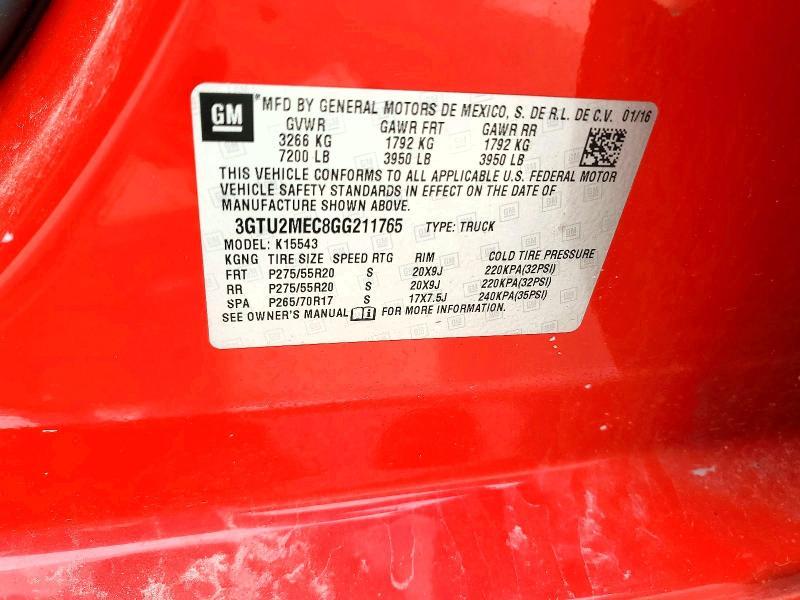 GM
*MFD BY GENERAL MOTORS DE MEXICO, S. DE R.L. DE C.V. 01/16
GVWR GAWR FRT GAWR RR
3266 KG 1792 KG 1792 KG
7200 LB 3950 LB 3950 LB
THIS VEHICLE CONFORMS TO ALL APPLICABLE U.S. FEDERAL MOTOR
VEHICLE SAFETY STANDARDS IN EFFECT ON THE DATE OF
MANUFACTURE SHOWN ABOVE.
3GTU2MEC8GG211765 TYPE: TRUCK
MODEL: K15543
KGNG TIRE SIZE SPEED RTG RIM COLD TIRE PRESSURE
FRT P275/55R20 S 20X9J 220KPA(32PSI)
RR P275/55R20 S 20X9J 220KPA(32PSI)
SPA P265/70R17 S 17X7.5J 240KPA(35PSI)
SEE OWNER'S MANUAL i FOR MORE INFORMATION.